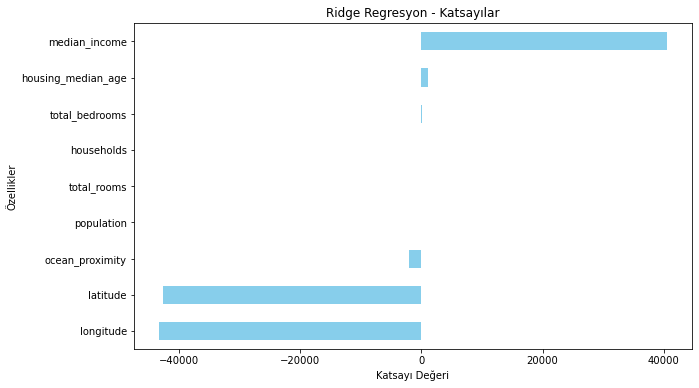 Ridge Regresyon - Katsayılar
Özellikler
median_income
housing_median_age
total_bedrooms
households
total_rooms
population
ocean_proximity
latitude
longitude
−40000 −20000 0 20000 40000
Katsayı Değeri